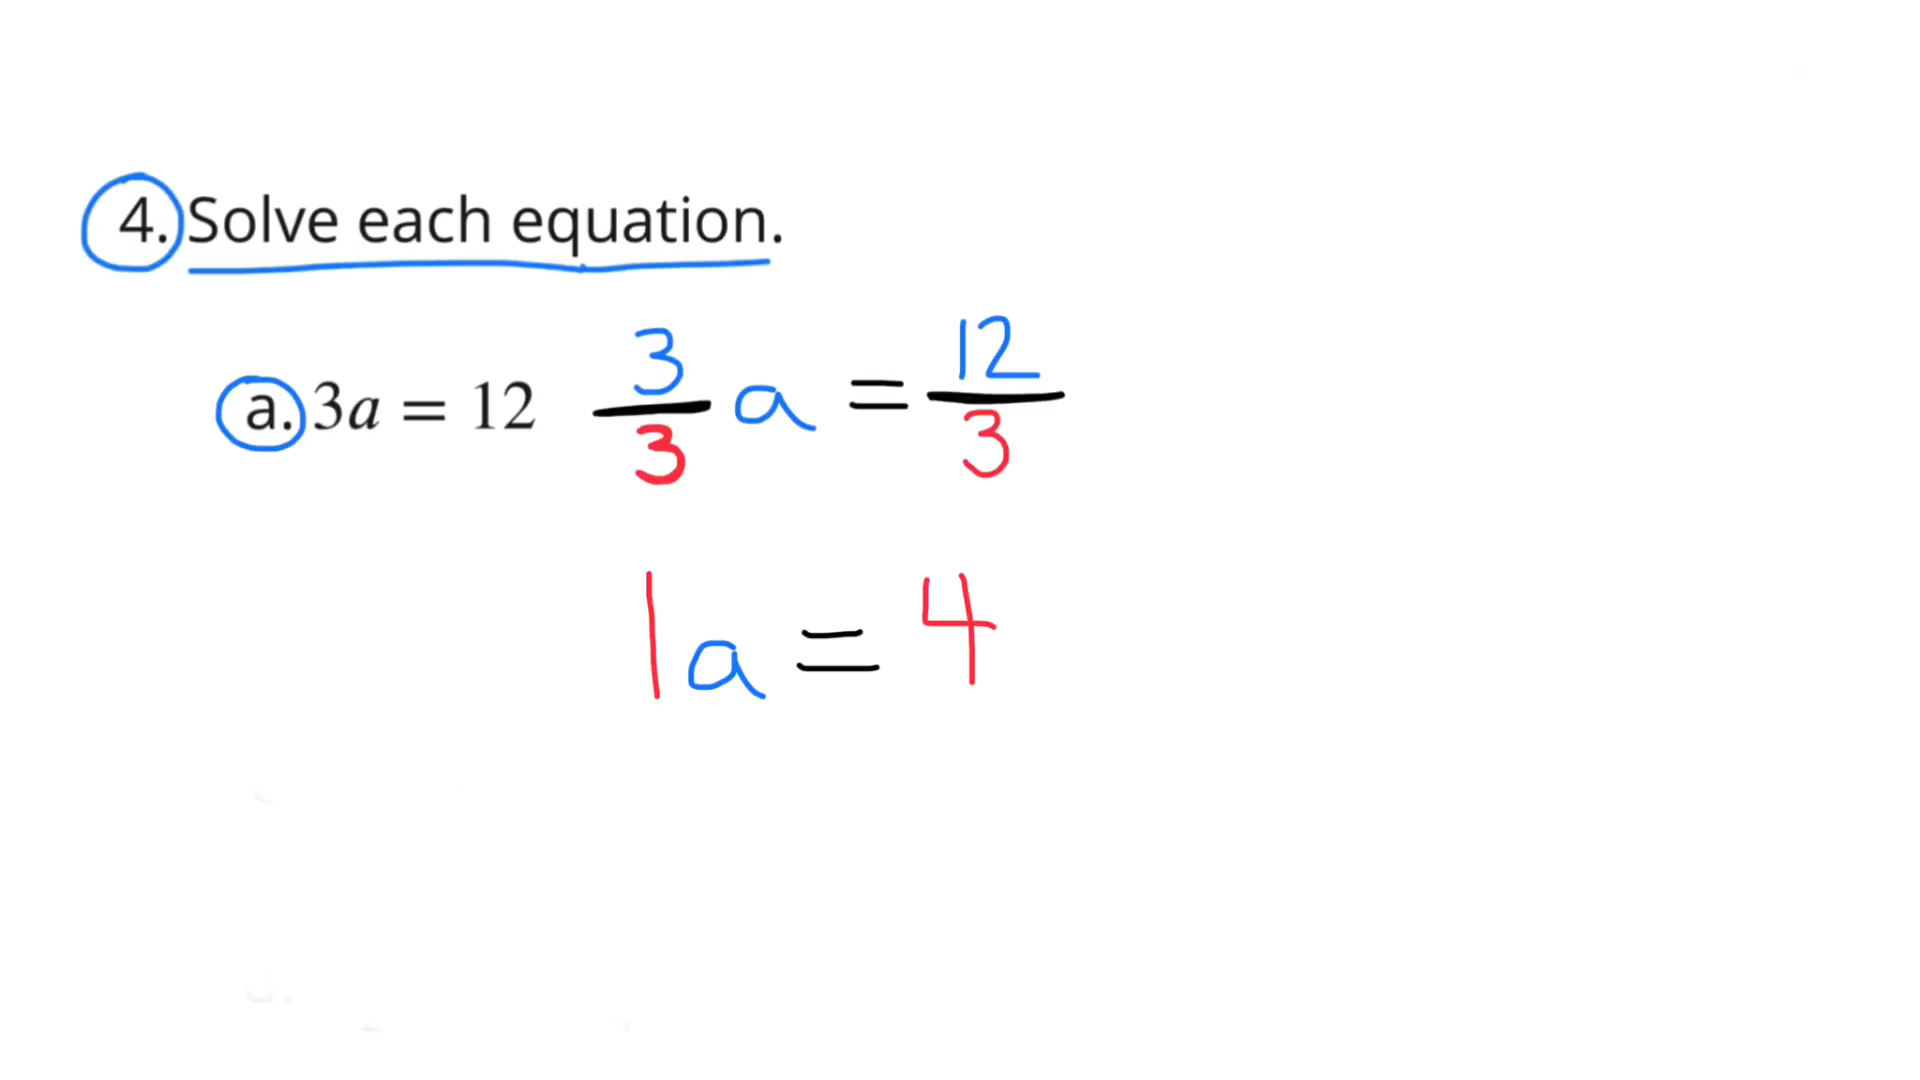 4. Solve each equation.
a. 3a = 12 3/3 a = 12/3
1a = 4